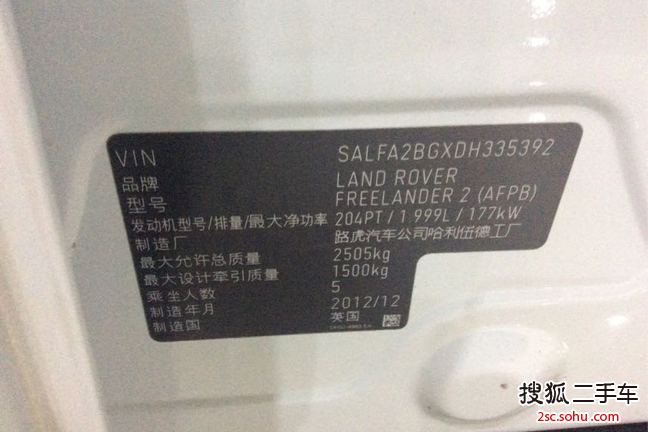 VIN SALFA2BGXDH335392
品牌 LAND ROVER
型号 FREELANDER 2 (AFPB)
发动机型号/排量/最大净功率 204PT / 1.999L / 177kW
制造厂 路虎汽车公司哈利伍德工厂
最大允许总质量 2505kg
最大设计牵引质量 1500kg
乘坐人数 5
制造年月 2012/12
制造国 英国
搜狐二手车
2sc.sohu.com